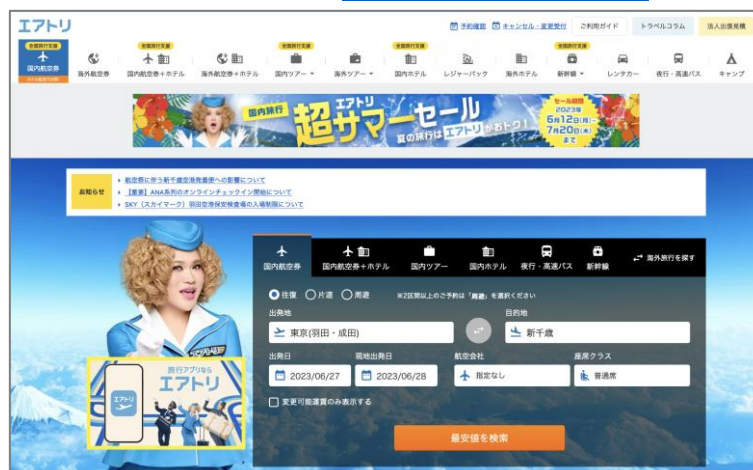 エアトリ
予約確認 キャンセル・変更受付 ご利用ガイド トラベルコラム 法人出張見積
全国旅行支援 全国旅行支援 全国旅行支援 全国旅行支援 全国旅行支援
国内航空券 海外航空券 国内航空券+ホテル 海外航空券+ホテル 国内ツアー 海外ツアー 国内ホテル レジャーパック 海外ホテル 新幹線 レンタカー 夜行・高速バス キャンプ
国内旅行 エアトリ 超サマーセール
夏の旅行はエアトリがおトク!
セール期間
2023年
6月12日(月)-
7月20日(木)
まで
お知らせ
航空祭に伴う新千歳空港発着便への影響について
【重要】ANA系列のオンラインチェックイン開始について
SKY(スカイマーク)羽田空港保安検査場の入場制限について
国内航空券 国内航空券+ホテル 国内ツアー 国内ホテル 夜行・高速バス 新幹線 海外旅行を探す
往復 片道 周遊 ※2区間以上のご予約は「周遊」を選択ください
出発地 目的地
東京(羽田・成田) 新千歳
出発日 現地出発日 航空会社 座席クラス
2023/06/27 2023/06/28 指定なし 普通席
変更可能運賃のみ表示する
最安値を検索
旅行アプリなら
エアトリ
エアトリ